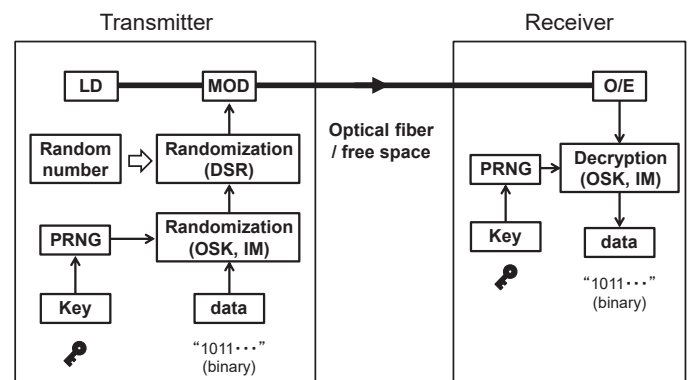 Transmitter
LD
MOD
Random
number
Randomization
(DSR)
PRNG
Randomization
(OSK, IM)
Key
data
“1011･･･”
(binary)
Optical fiber
/ free space
Receiver
O/E
PRNG
Decryption
(OSK, IM)
Key
data
“1011･･･”
(binary)